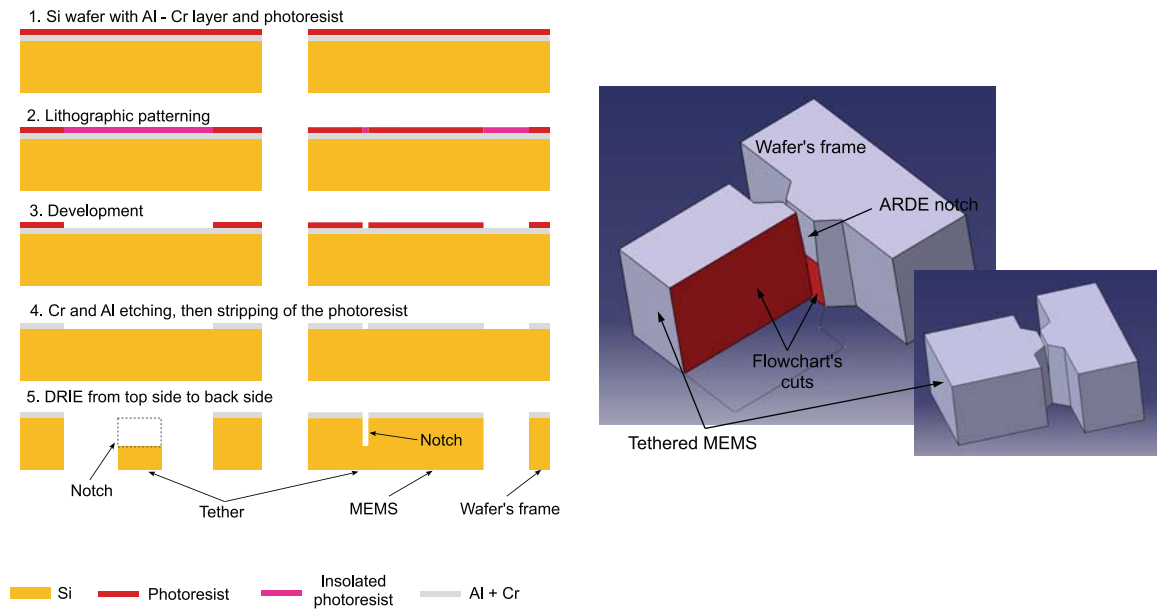 1. Si wafer with Al - Cr layer and photoresist
2. Lithographic patterning
3. Development
4. Cr and Al etching, then stripping of the photoresist
5. DRIE from top side to back side
Notch
Notch
Tether
MEMS
Wafer's frame
Si
Photoresist
Insolated
photoresist
Al + Cr
Wafer's frame
ARDE notch
Flowchart's
cuts
Tethered MEMS